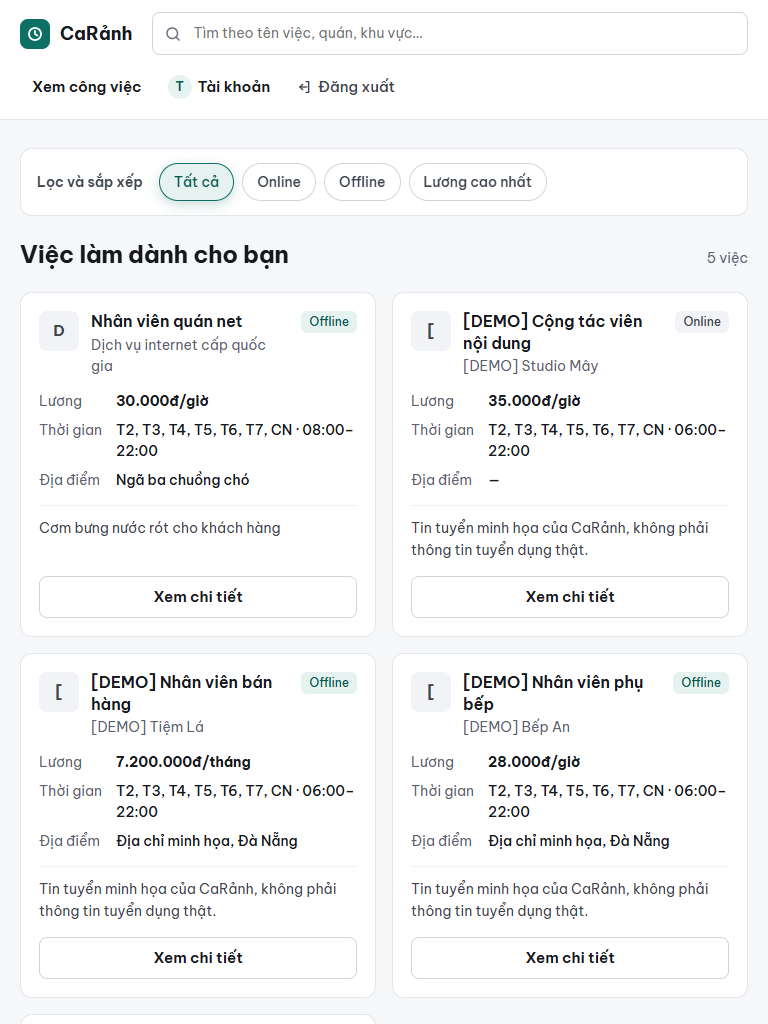 CaRảnh
Tìm theo tên việc, quán, khu vực...
Xem công việc
T Tài khoản
Đăng xuất
Lọc và sắp xếp
Tất cả
Online
Offline
Lương cao nhất
Việc làm dành cho bạn
5 việc
D
Nhân viên quán net
Offline
Dịch vụ internet cấp quốc
gia
Lương 30.000đ/giờ
Thời gian T2, T3, T4, T5, T6, T7, CN · 08:00–
22:00
Địa điểm Ngã ba chuồng chó
Cơm bưng nước rót cho khách hàng
Xem chi tiết
[
[DEMO] Cộng tác viên
nội dung
Online
[DEMO] Studio Mây
Lương 35.000đ/giờ
Thời gian T2, T3, T4, T5, T6, T7, CN · 06:00–
22:00
Địa điểm —
Tin tuyển minh họa của CaRảnh, không phải
thông tin tuyển dụng thật.
Xem chi tiết
[
[DEMO] Nhân viên bán
hàng
Offline
[DEMO] Tiệm Lá
Lương 7.200.000đ/tháng
Thời gian T2, T3, T4, T5, T6, T7, CN · 06:00–
22:00
Địa điểm Địa chỉ minh họa, Đà Nẵng
Tin tuyển minh họa của CaRảnh, không phải
thông tin tuyển dụng thật.
Xem chi tiết
[
[DEMO] Nhân viên phụ
bếp
Offline
[DEMO] Bếp An
Lương 28.000đ/giờ
Thời gian T2, T3, T4, T5, T6, T7, CN · 06:00–
22:00
Địa điểm Địa chỉ minh họa, Đà Nẵng
Tin tuyển minh họa của CaRảnh, không phải
thông tin tuyển dụng thật.
Xem chi tiết